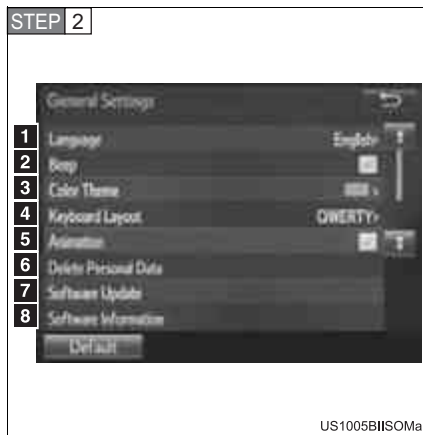 STEP 2
General Settings
1 Language English>
2 Beep
3 Color Theme >
4 Keyboard Layout QWERTY>
5 Animation
6 Delete Personal Data
7 Software Update
8 Software Information
Default
US1005BIISOMa